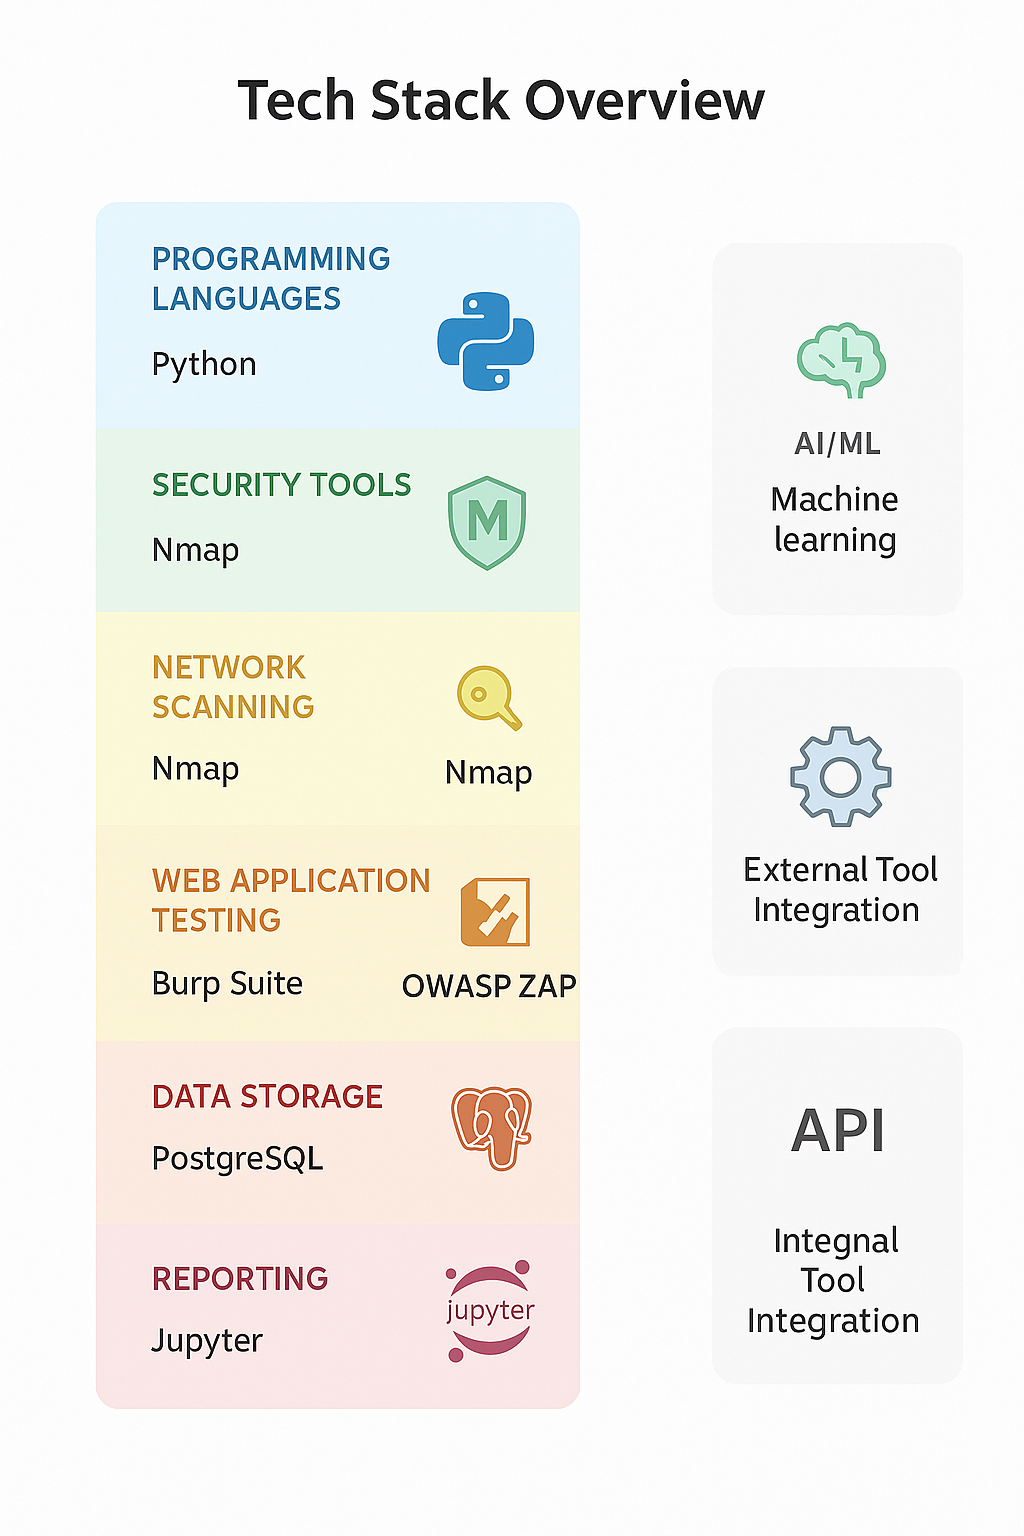 Tech Stack Overview
PROGRAMMING
LANGUAGES
Python
SECURITY TOOLS
Nmap
M
NETWORK
SCANNING
Nmap
Nmap
WEB APPLICATION
TESTING
Burp Suite
OWASP ZAP
DATA STORAGE
PostgreSQL
REPORTING
Jupyter
jupyter
AI/ML
Machine
learning
External Tool
Integration
API
Integnal
Tool
Integration